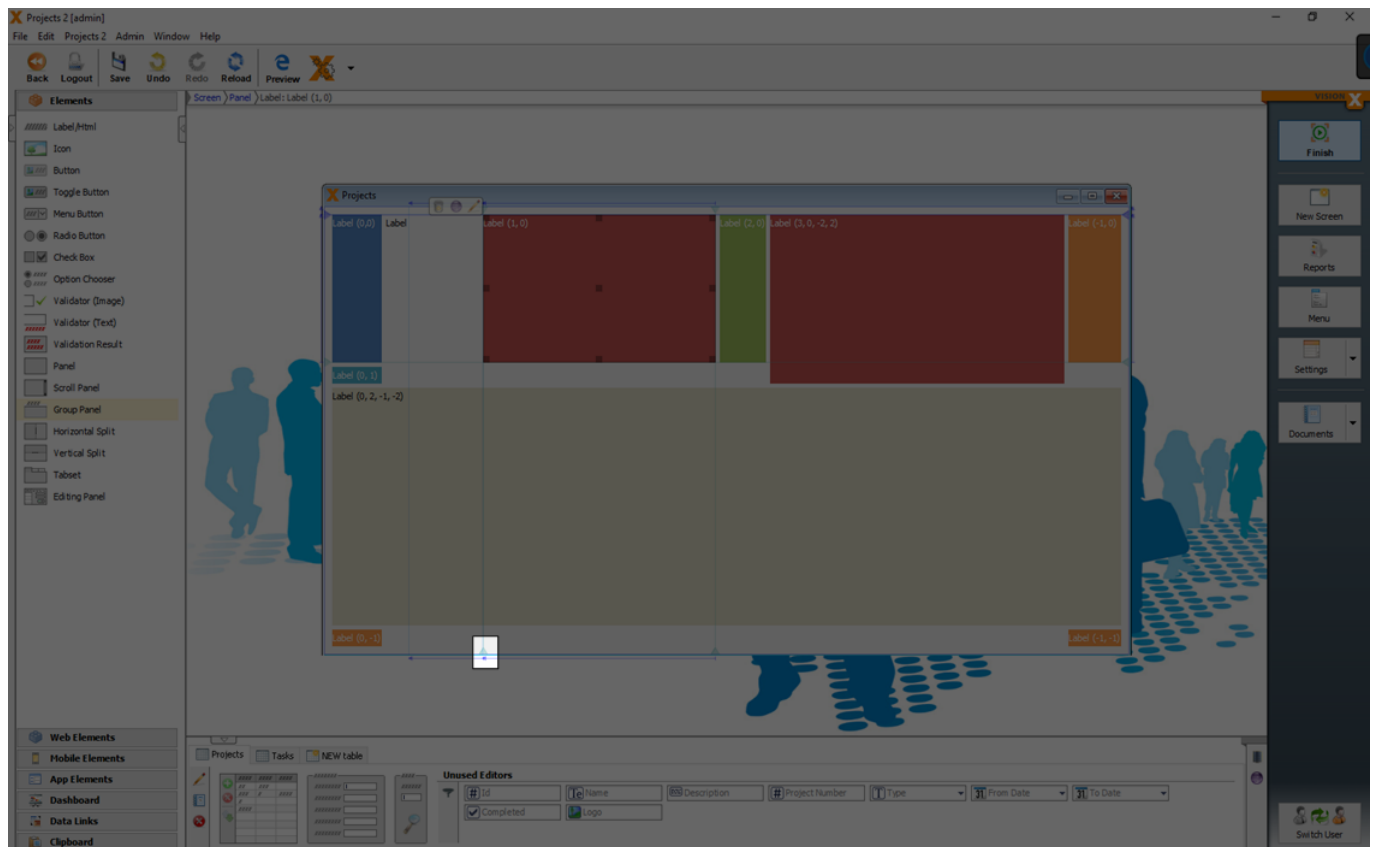 Projects 2 [admin]
File Edit Projects 2 Admin Window Help
Back Logout Save Undo Redo Reload Preview
Elements
Screen Panel Label: Label (1, 0)
VISION X
Label/Html
Icon
Button
Toggle Button
Menu Button
Radio Button
Check Box
Option Chooser
Validator (Image)
Validator (Text)
Validation Result
Panel
Scroll Panel
Group Panel
Horizontal Split
Vertical Split
Tabset
Editing Panel
Web Elements
Mobile Elements
App Elements
Dashboard
Data Links
Clipboard
Projects
Label (0,0) Label Label (1, 0) Label (2, 0) Label (3, 0, -2, 2) Label (-1, 0)
Label (0, 1)
Label (0, 2, -1, -2)
Label (0, -1) Label (-1, -1)
Projects Tasks NEW table
Unused Editors
Id Name Description Project Number Type From Date To Date
Completed Logo
Finish
New Screen
Reports
Menu
Settings
Documents
Switch User